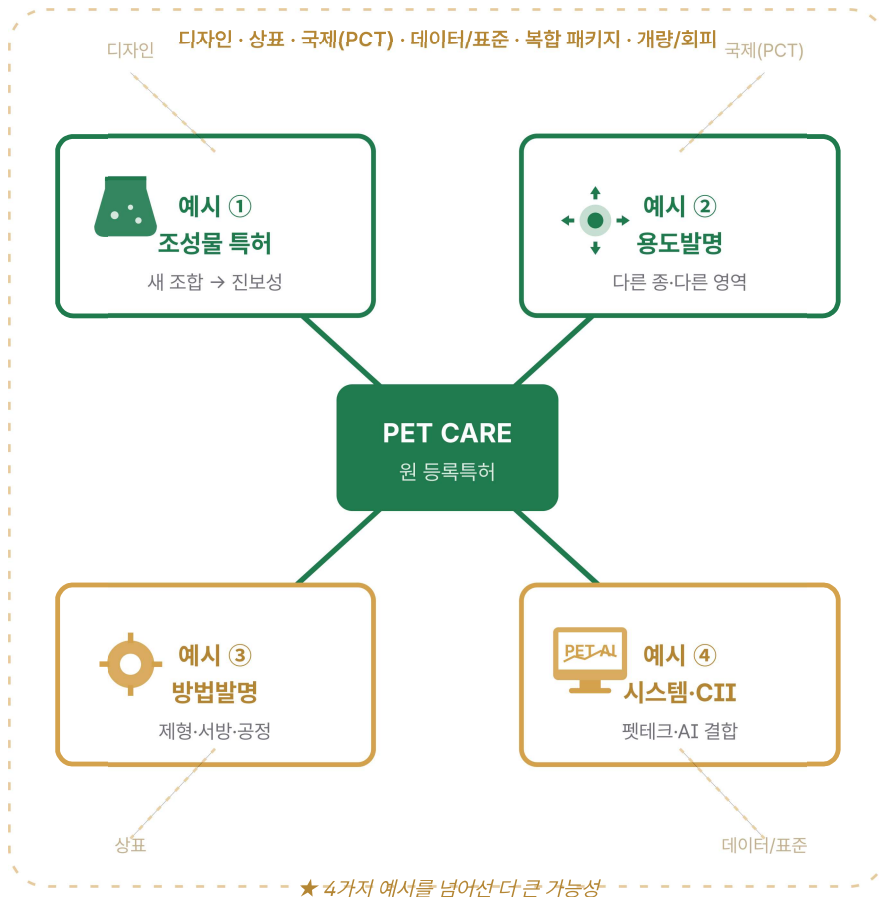 디자인 · 상표 · 국제(PCT) · 데이터/표준 · 복합 패키지 · 개량/회피
디자인
국제(PCT)
예시 ①
조성물 특허
새 조합 → 진보성
예시 ②
용도발명
다른 종·다른 영역
PET CARE
원 등록특허
예시 ③
방법발명
제형·서방·공정
PET AI
예시 ④
시스템·CII
펫테크·AI 결합
상표
데이터/표준
★ 4가지 예서를 넘어선 더 큰 가능성